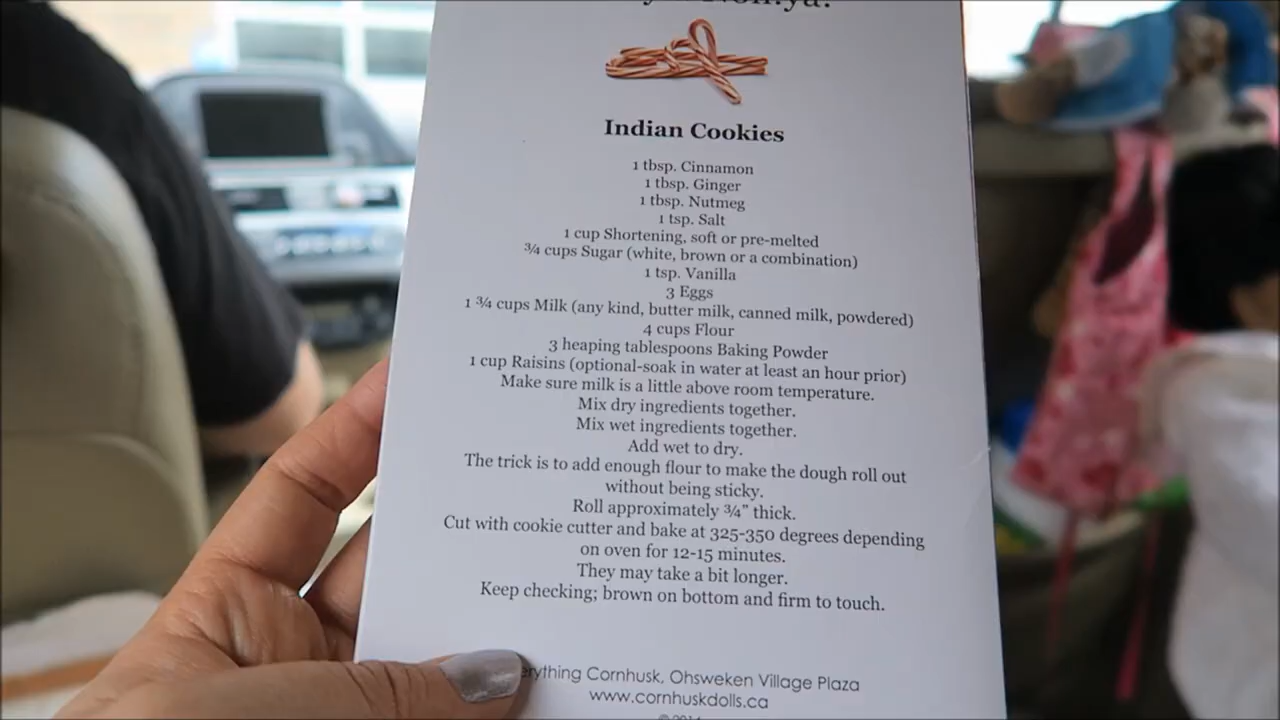 Indian Cookies
1 tbsp. Cinnamon
1 tbsp. Ginger
1 tbsp. Nutmeg
1 tsp. Salt
1 cup Shortening, soft or pre-melted
¾ cups Sugar (white, brown or a combination)
1 tsp. Vanilla
3 Eggs
1 ¾ cups Milk (any kind, butter milk, canned milk, powdered)
4 cups Flour
3 heaping tablespoons Baking Powder
1 cup Raisins (optional-soak in water at least an hour prior)
Make sure milk is a little above room temperature.
Mix dry ingredients together.
Mix wet ingredients together.
Add wet to dry.
The trick is to add enough flour to make the dough roll out
without being sticky.
Roll approximately ¾” thick.
Cut with cookie cutter and bake at 325-350 degrees depending
on oven for 12-15 minutes.
They may take a bit longer.
Keep checking; brown on bottom and firm to touch.
erything Cornhusk, Ohsweken Village Plaza
www.cornhuskdolls.ca